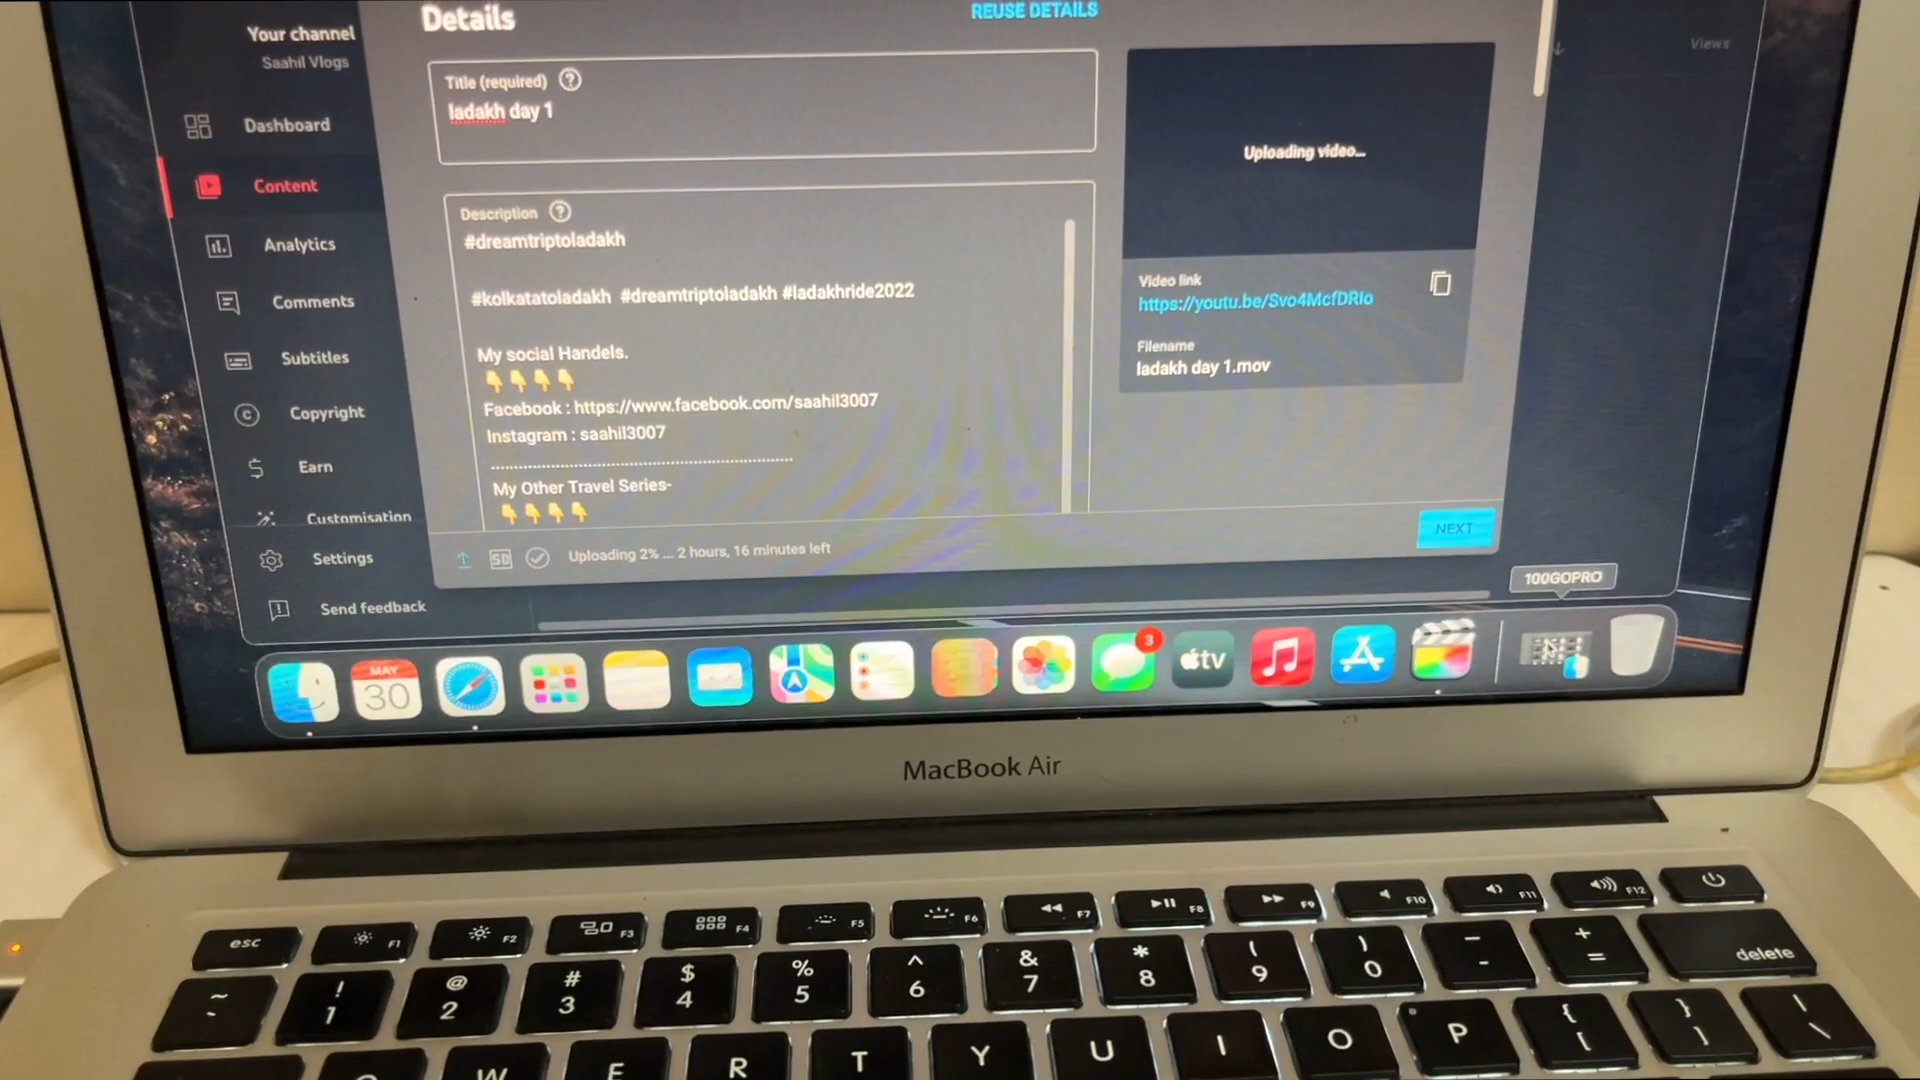 Details
REUSE DETAILS
Your channel
Saahil Vlogs
Views
Title (required)
ladakh day 1
Dashboard
Uploading video...
Content
Description
#dreamtriptoladakh
Analytics
Video link
https://youtu.be/Svo4McfDRIo
#kolkatatoladakh #dreamtriptoladakh #ladakhride2022
Comments
Filename
ladakh day 1.mov
My social Handels.
👇👇👇👇
Subtitles
Facebook : https://www.facebook.com/saahil3007
Instagram : saahil3007
Copyright
Earn
My Other Travel Series-
👇👇👇👇
Customisation
SD
Uploading 2% ... 2 hours, 16 minutes left
NEXT
Settings
100GOPRO
Send feedback
MAY
30
3
tv
MacBook Air
esc F1 F2 F3 F4 F5 F6 F7 F8 F9 F10 F11 F12
~ ! @ # $ % ^ & * ( ) _ + delete
1 2 3 4 5 6 7 8 9 0 - =
W E R T Y U I O P { [ } ] | \